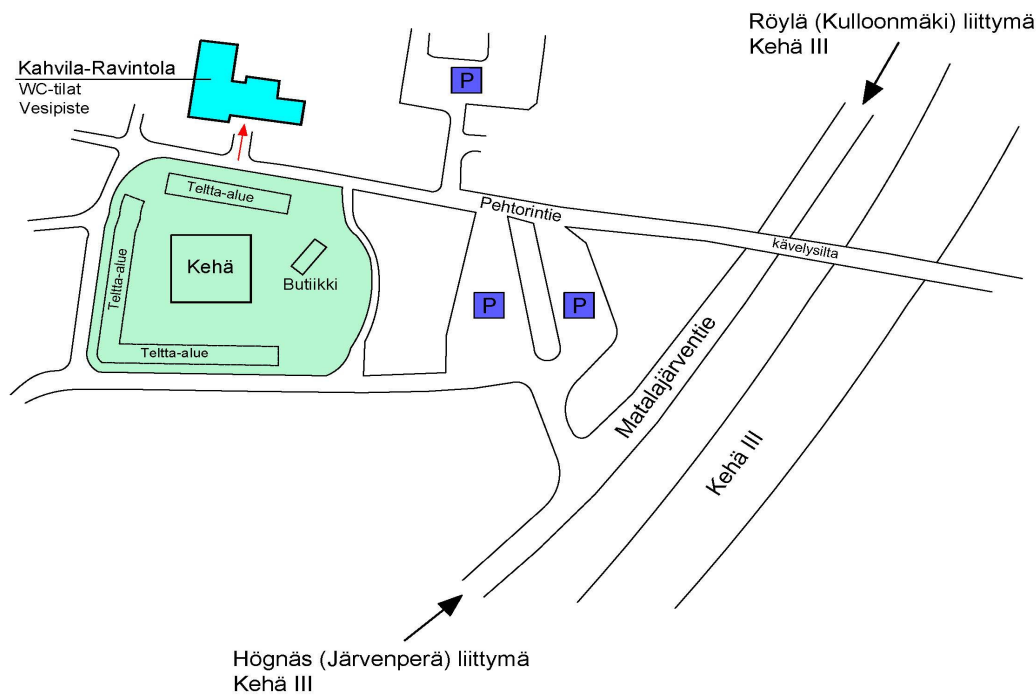 Röylä (Kulloonmäki) liittymä
Kehä III
Kahvila-Ravintola
WC-tilat
Vesipiste
P
Teltta-alue
Pehtorintie
kävelysilta
Teltta-alue
Kehä
Butiikki
P
P
Teltta-alue
Matalajärventie
Kehä III
Högnäs (Järvenperä) liittymä
Kehä III